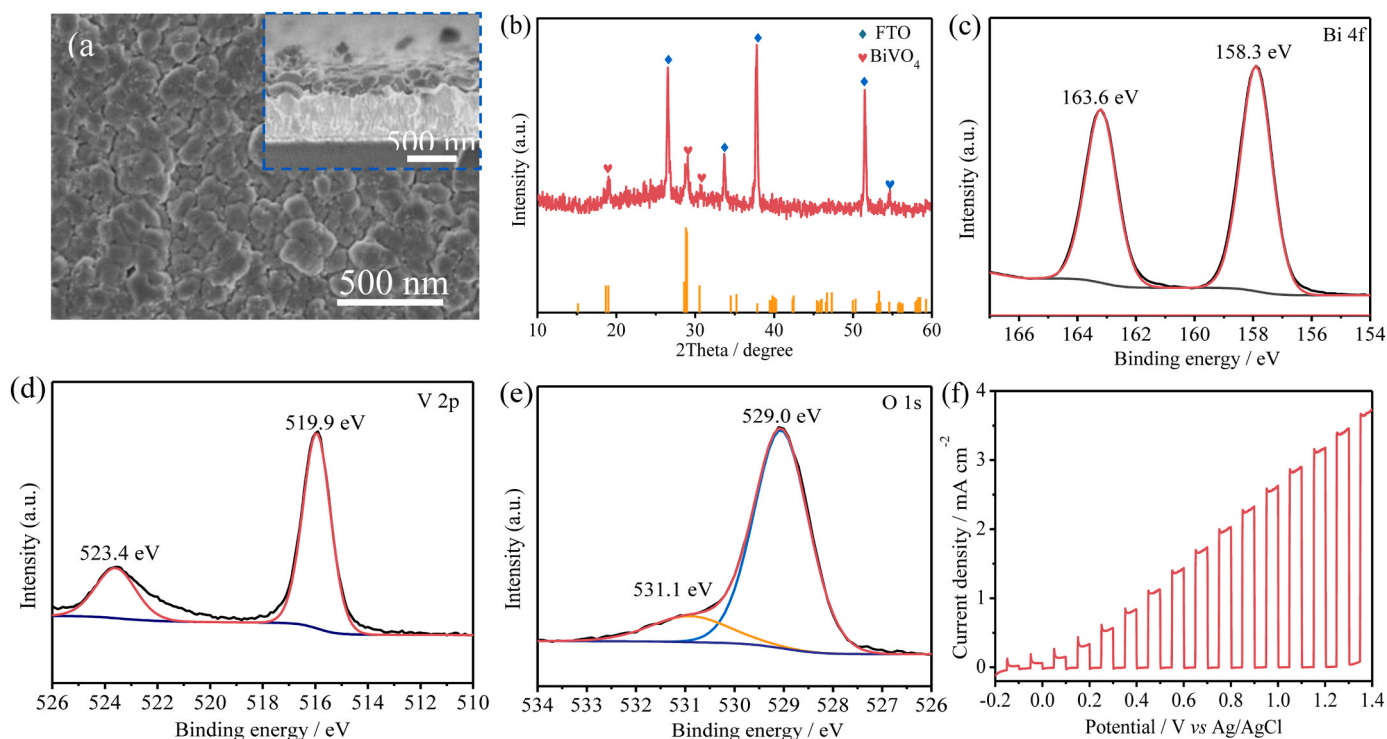 (a
500 nm
500 nm
(b)
FTO
BiVO₄
Intensity (a.u.)
10 20 30 40 50 60
2Theta / degree
(c)
Bi 4f
158.3 eV
163.6 eV
Intensity (a.u.)
166 164 162 160 158 156 154
Binding energy / eV
(d)
V 2p
519.9 eV
523.4 eV
Intensity (a.u.)
526 524 522 520 518 516 514 512 510
Binding energy / eV
(e)
O 1s
529.0 eV
531.1 eV
Intensity (a.u.)
534 533 532 531 530 529 528 527 526
Binding energy / eV
(f)
Current density / mA cm⁻²
4
3
2
1
0
-0.2 0.0 0.2 0.4 0.6 0.8 1.0 1.2 1.4
Potential / V vs Ag/AgCl